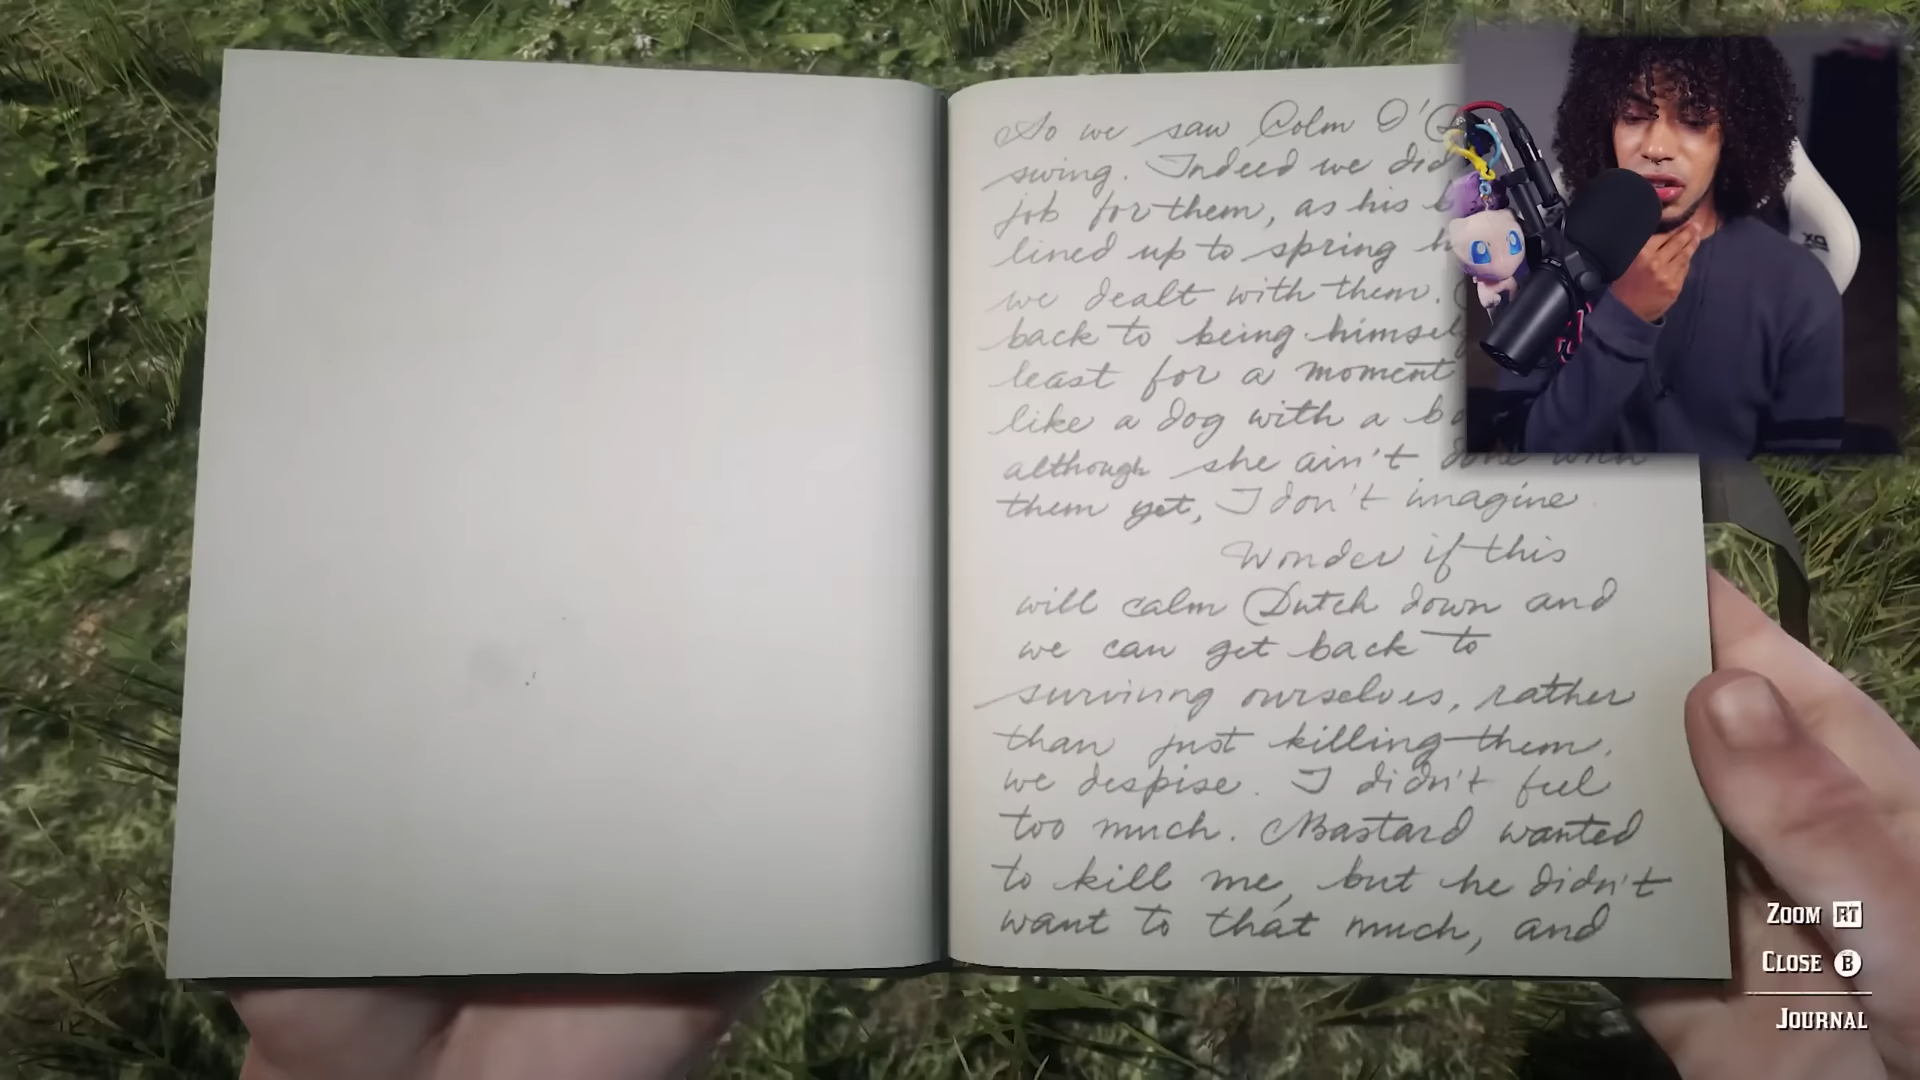 So we saw Colm O'
swing. Indeed we did
job for them, as his
lined up to spring
we dealt with them.
back to being himself
least for a moment
like a dog with a
although she ain't done with
them yet, I don't imagine
Wonder if this
will calm Dutch down and
we can get back to
surviving ourselves, rather
than just killing them.
we despise. I didn't feel
too much. Bastard wanted
to kill me, but he didn't
want to that much, and
ZOOM RT
CLOSE B
JOURNAL